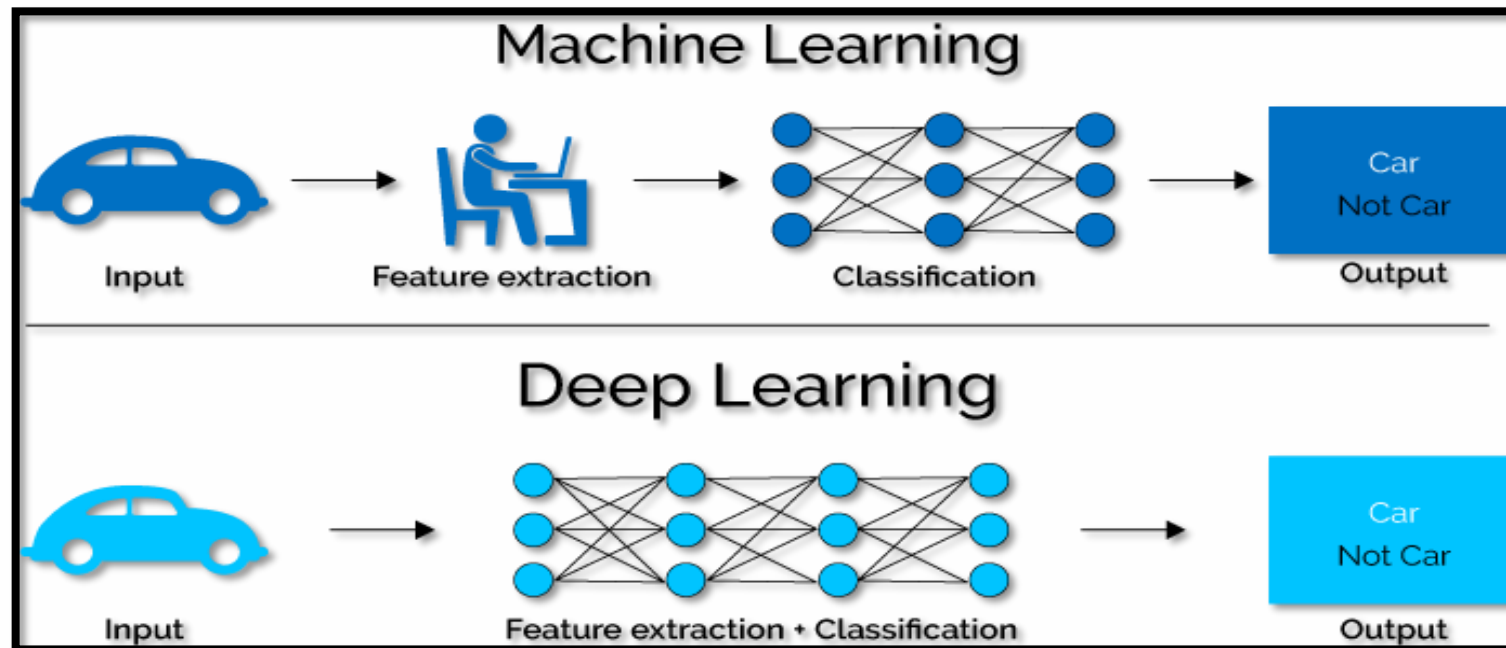 Machine Learning
Car
Not Car
Input
Feature extraction
Classification
Output
Deep Learning
Car
Not Car
Input
Feature extraction + Classification
Output